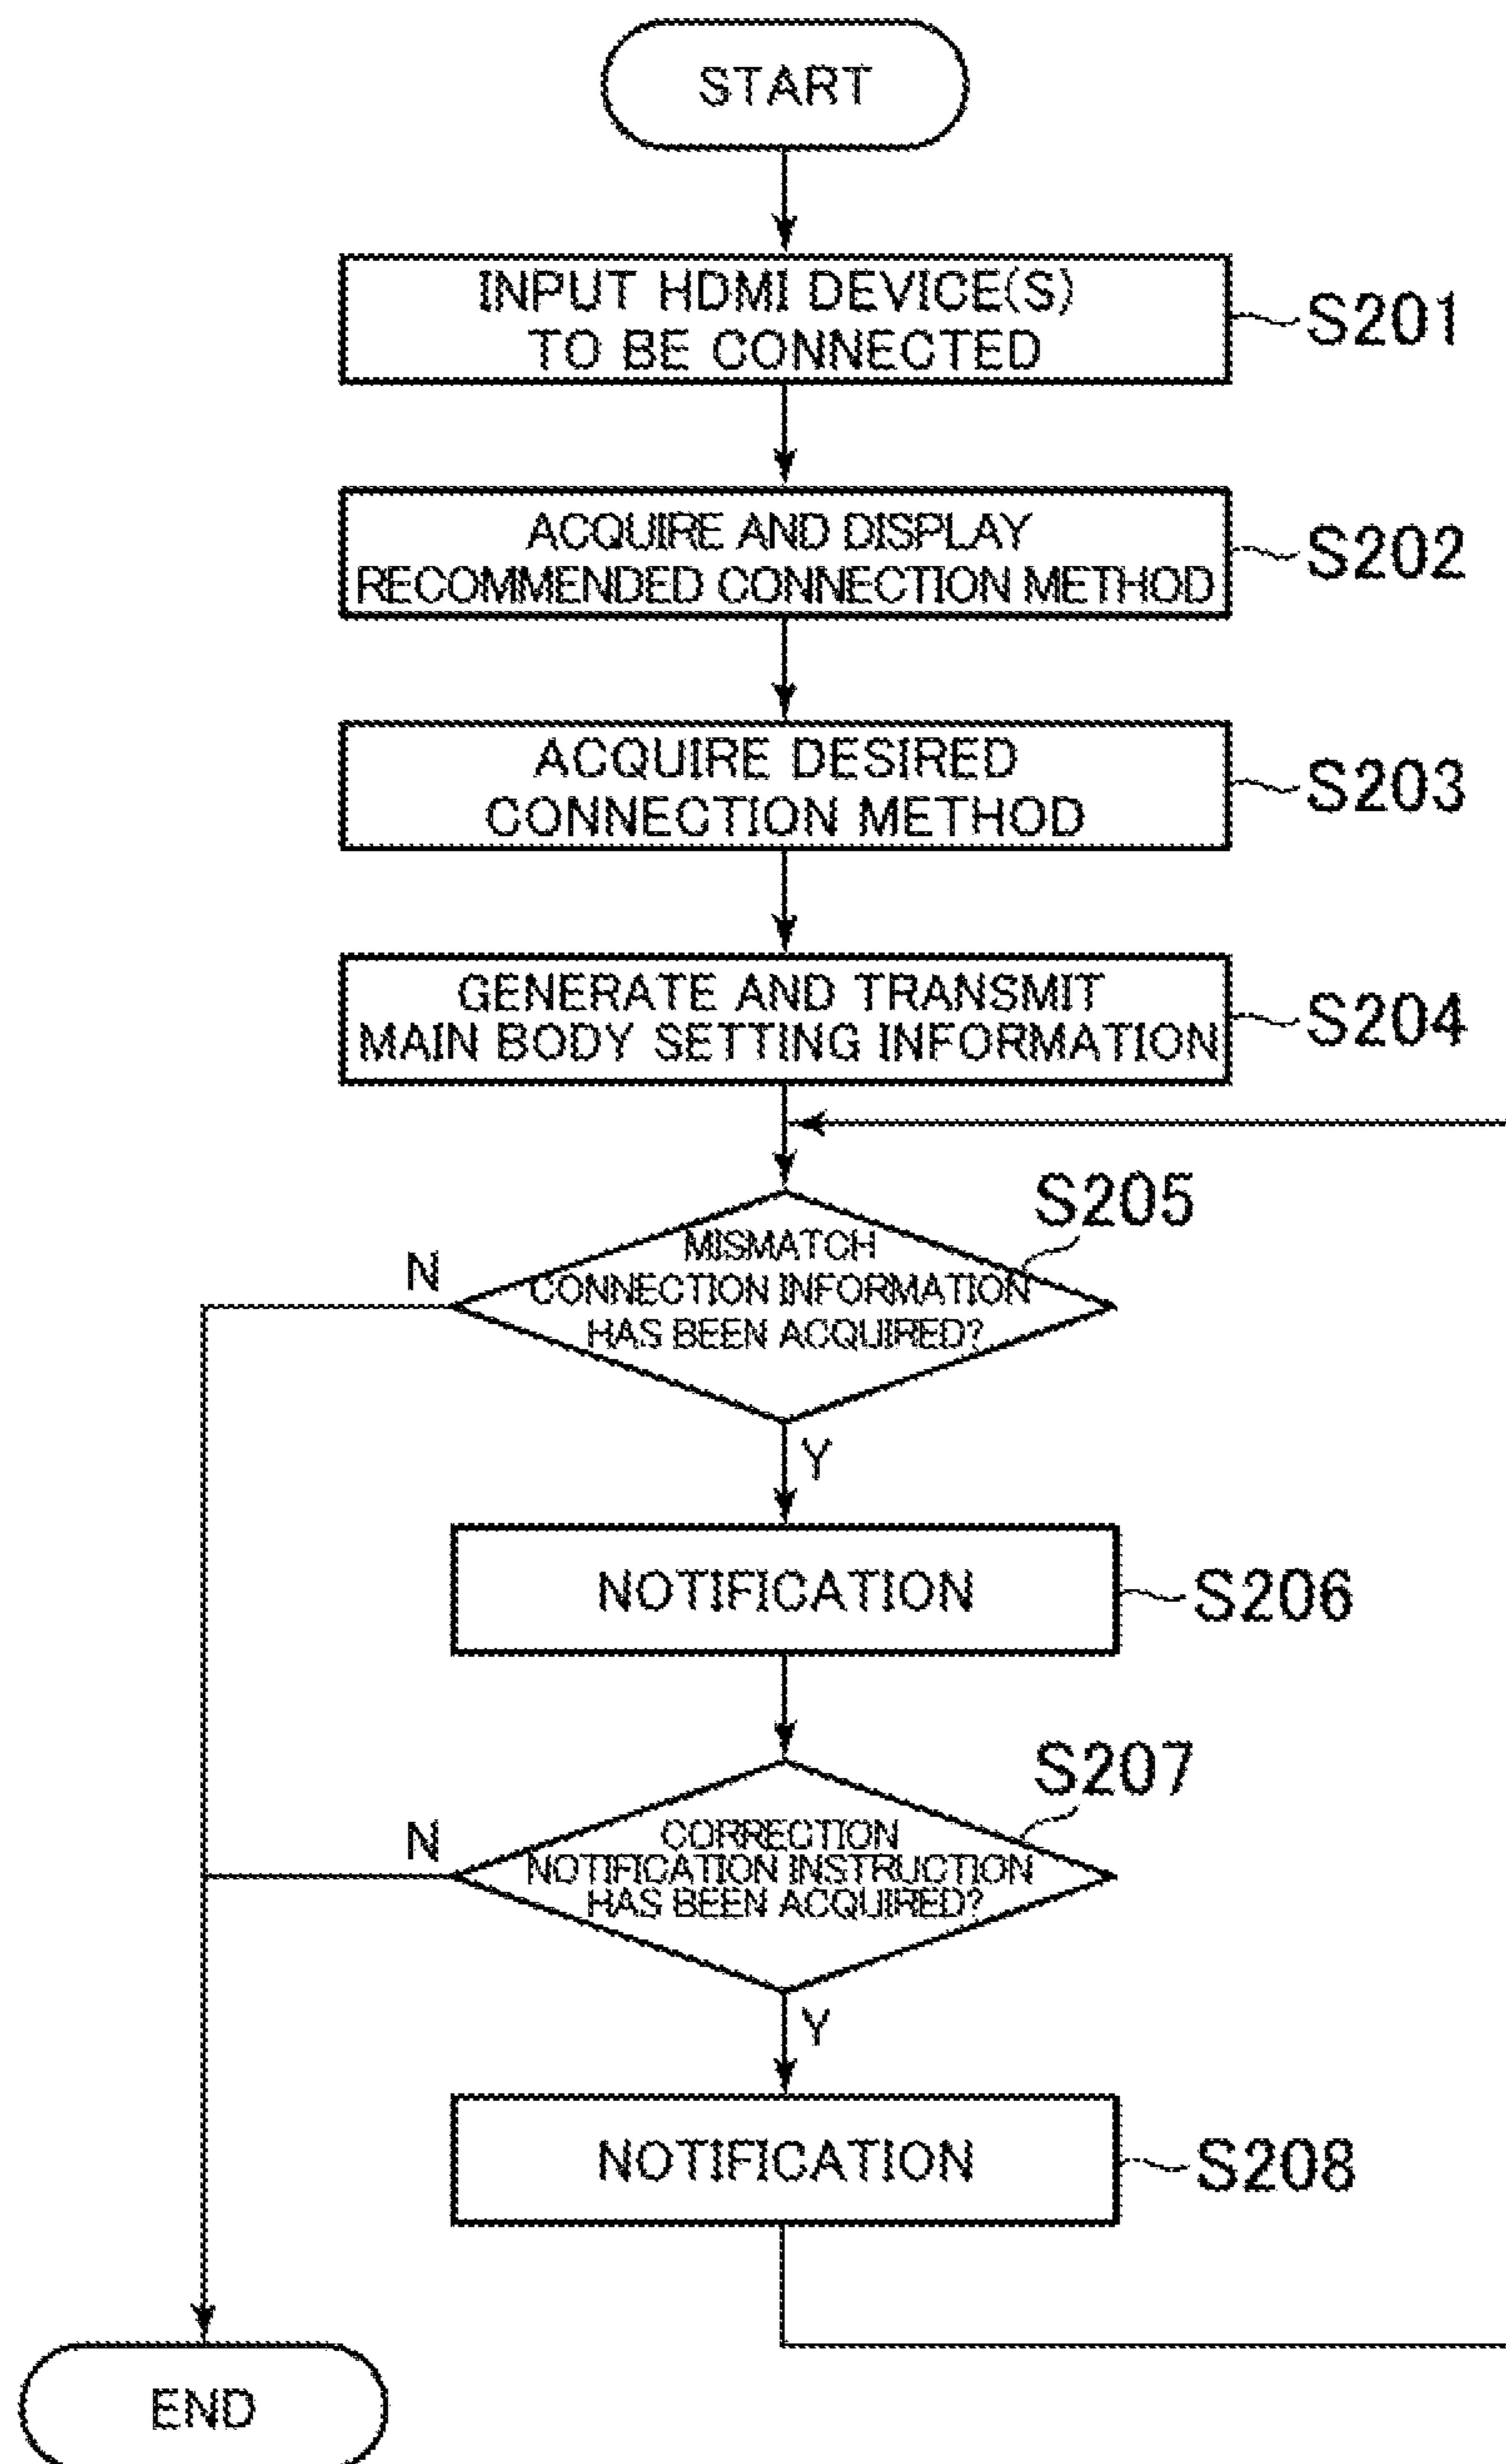 START
INPUT HDMI DEVICE(S)
TO BE CONNECTED
S201
ACQUIRE AND DISPLAY
RECOMMENDED CONNECTION METHOD
S202
ACQUIRE DESIRED
CONNECTION METHOD
S203
GENERATE AND TRANSMIT
MAIN BODY SETTING INFORMATION
S204
S205
MISMATCH
CONNECTION INFORMATION
HAS BEEN ACQUIRED?
N
Y
NOTIFICATION
S206
S207
CORRECTION
NOTIFICATION INSTRUCTION
HAS BEEN ACQUIRED?
N
Y
NOTIFICATION
S208
END